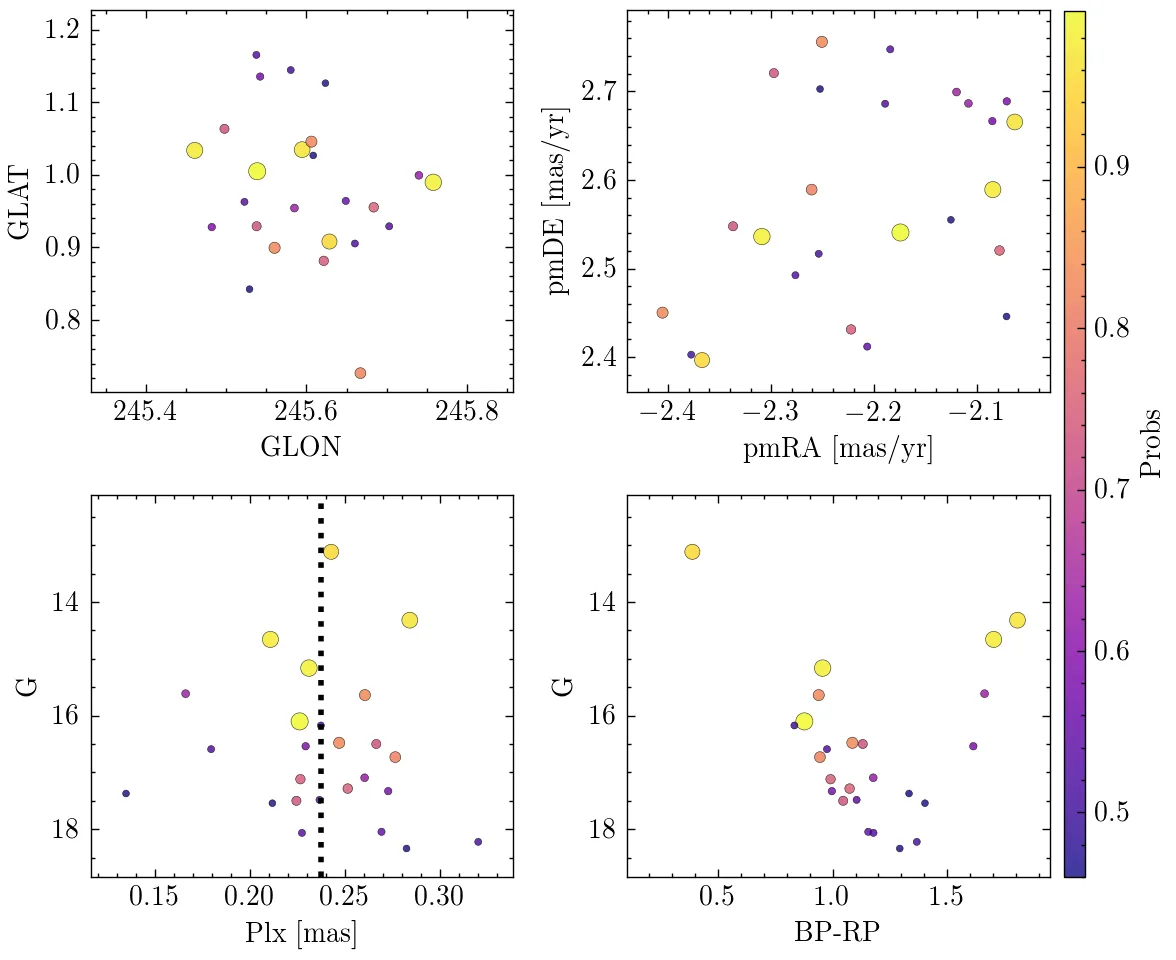 1.2
1.1
1.0
0.9
0.8
GLAT
245.4 245.6 245.8
GLON
2.7
2.6
2.5
2.4
pmDE [mas/yr]
−2.4 −2.3 −2.2 −2.1
pmRA [mas/yr]
14
16
18
G
0.15 0.20 0.25 0.30
Plx [mas]
14
16
18
G
0.5 1.0 1.5
BP-RP
0.9
0.8
0.7
0.6
0.5
Probs